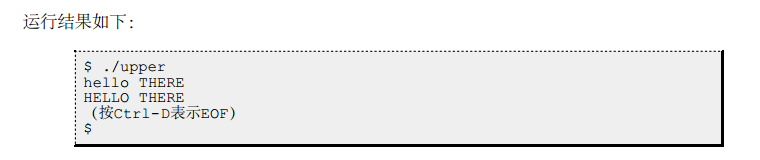 运行结果如下：
$ ./upper
hello THERE
HELLO THERE
（按Ctrl-D表示EOF）
$